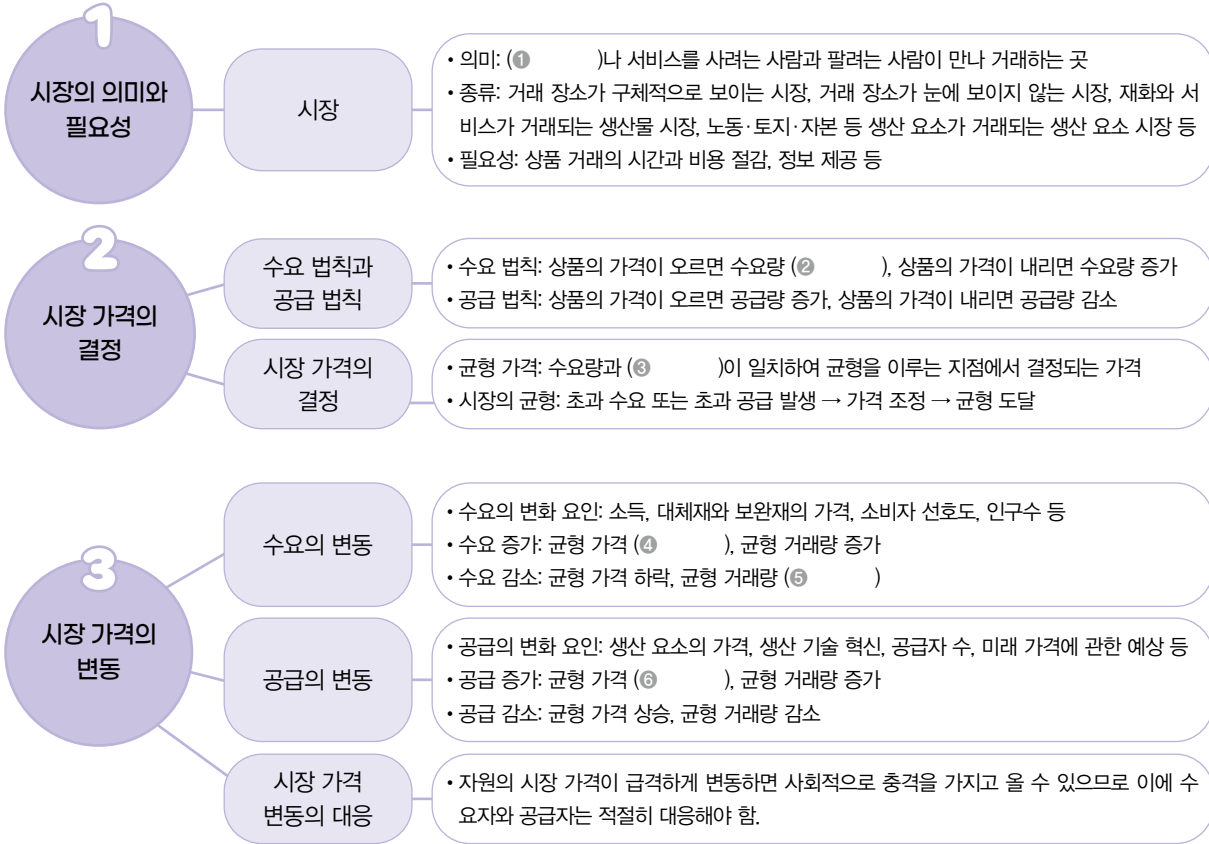 1
시장의 의미와
필요성
시장
• 의미: (❶ )나 서비스를 사려는 사람과 팔려는 사람이 만나 거래하는 곳
• 종류: 거래 장소가 구체적으로 보이는 시장, 거래 장소가 눈에 보이지 않는 시장, 재화와 서
비스가 거래되는 생산물 시장, 노동·토지·자본 등 생산 요소가 거래되는 생산 요소 시장 등
• 필요성: 상품 거래의 시간과 비용 절감, 정보 제공 등
2
시장 가격의
결정
수요 법칙과
공급 법칙
• 수요 법칙: 상품의 가격이 오르면 수요량 (❷ ), 상품의 가격이 내리면 수요량 증가
• 공급 법칙: 상품의 가격이 오르면 공급량 증가, 상품의 가격이 내리면 공급량 감소
시장 가격의
결정
• 균형 가격: 수요량과 (❸ )이 일치하여 균형을 이루는 지점에서 결정되는 가격
• 시장의 균형: 초과 수요 또는 초과 공급 발생 → 가격 조정 → 균형 도달
3
시장 가격의
변동
수요의 변동
• 수요의 변화 요인: 소득, 대체재와 보완재의 가격, 소비자 선호도, 인구수 등
• 수요 증가: 균형 가격 (❹ ), 균형 거래량 증가
• 수요 감소: 균형 가격 하락, 균형 거래량 (❺ )
공급의 변동
• 공급의 변화 요인: 생산 요소의 가격, 생산 기술 혁신, 공급자 수, 미래 가격에 관한 예상 등
• 공급 증가: 균형 가격 (❻ ), 균형 거래량 증가
• 공급 감소: 균형 가격 상승, 균형 거래량 감소
시장 가격
변동의 대응
• 자원의 시장 가격이 급격하게 변동하면 사회적으로 충격을 가지고 올 수 있으므로 이에 수
요자와 공급자는 적절히 대응해야 함.